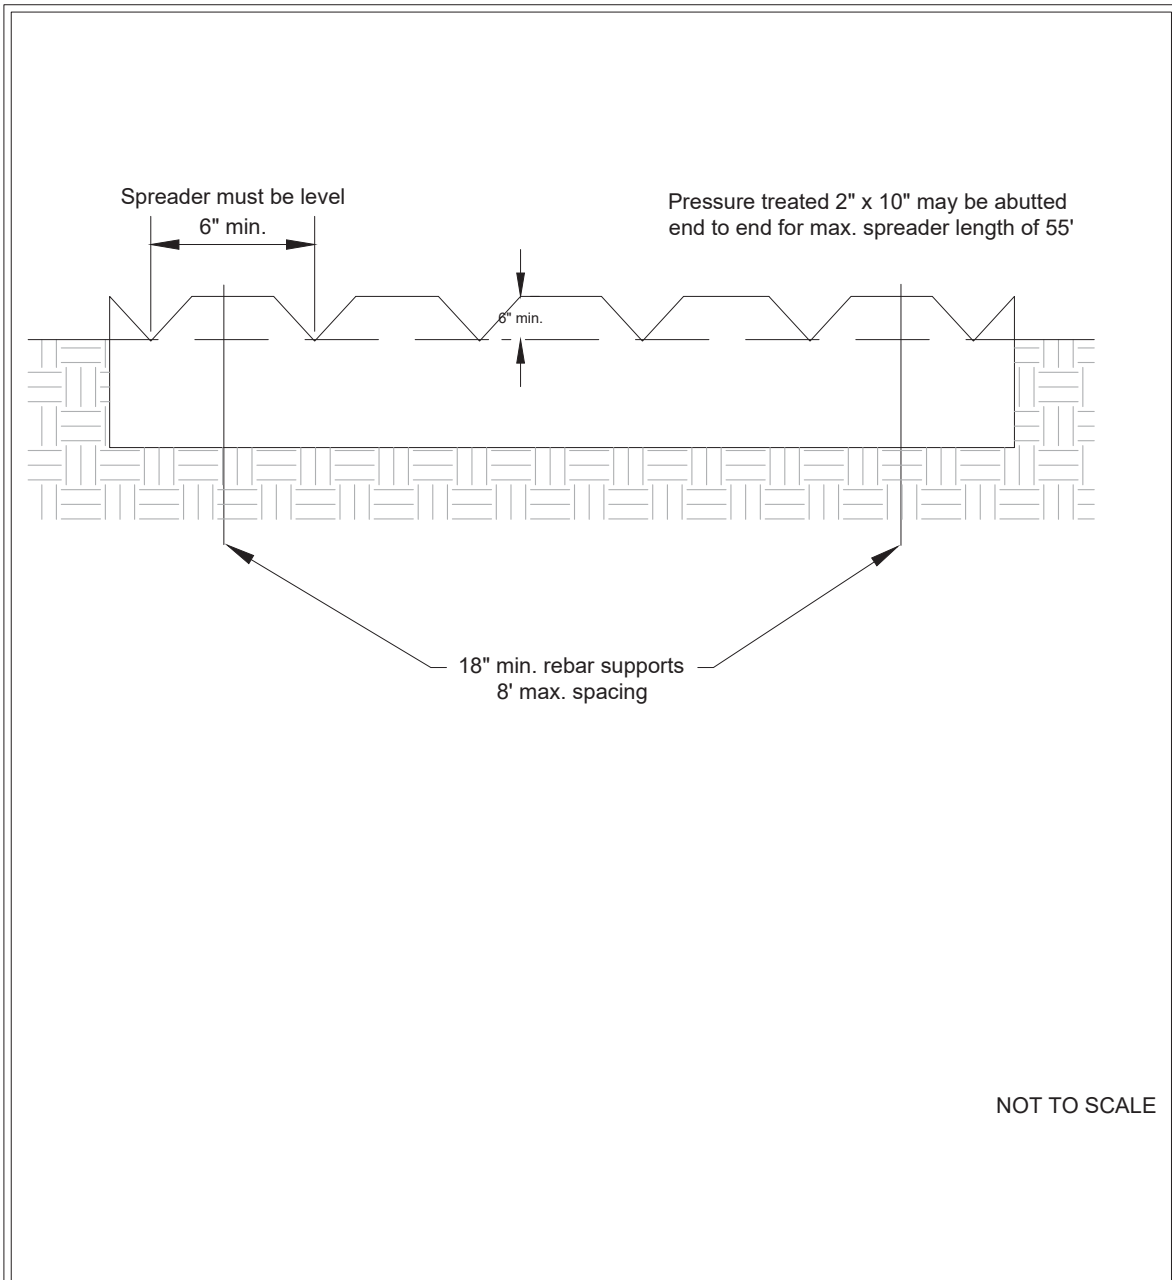 Spreader must be level
6" min.
Pressure treated 2" x 10" may be abutted
end to end for max. spreader length of 55'
6" min.
18" min. rebar supports
8' max. spacing
NOT TO SCALE